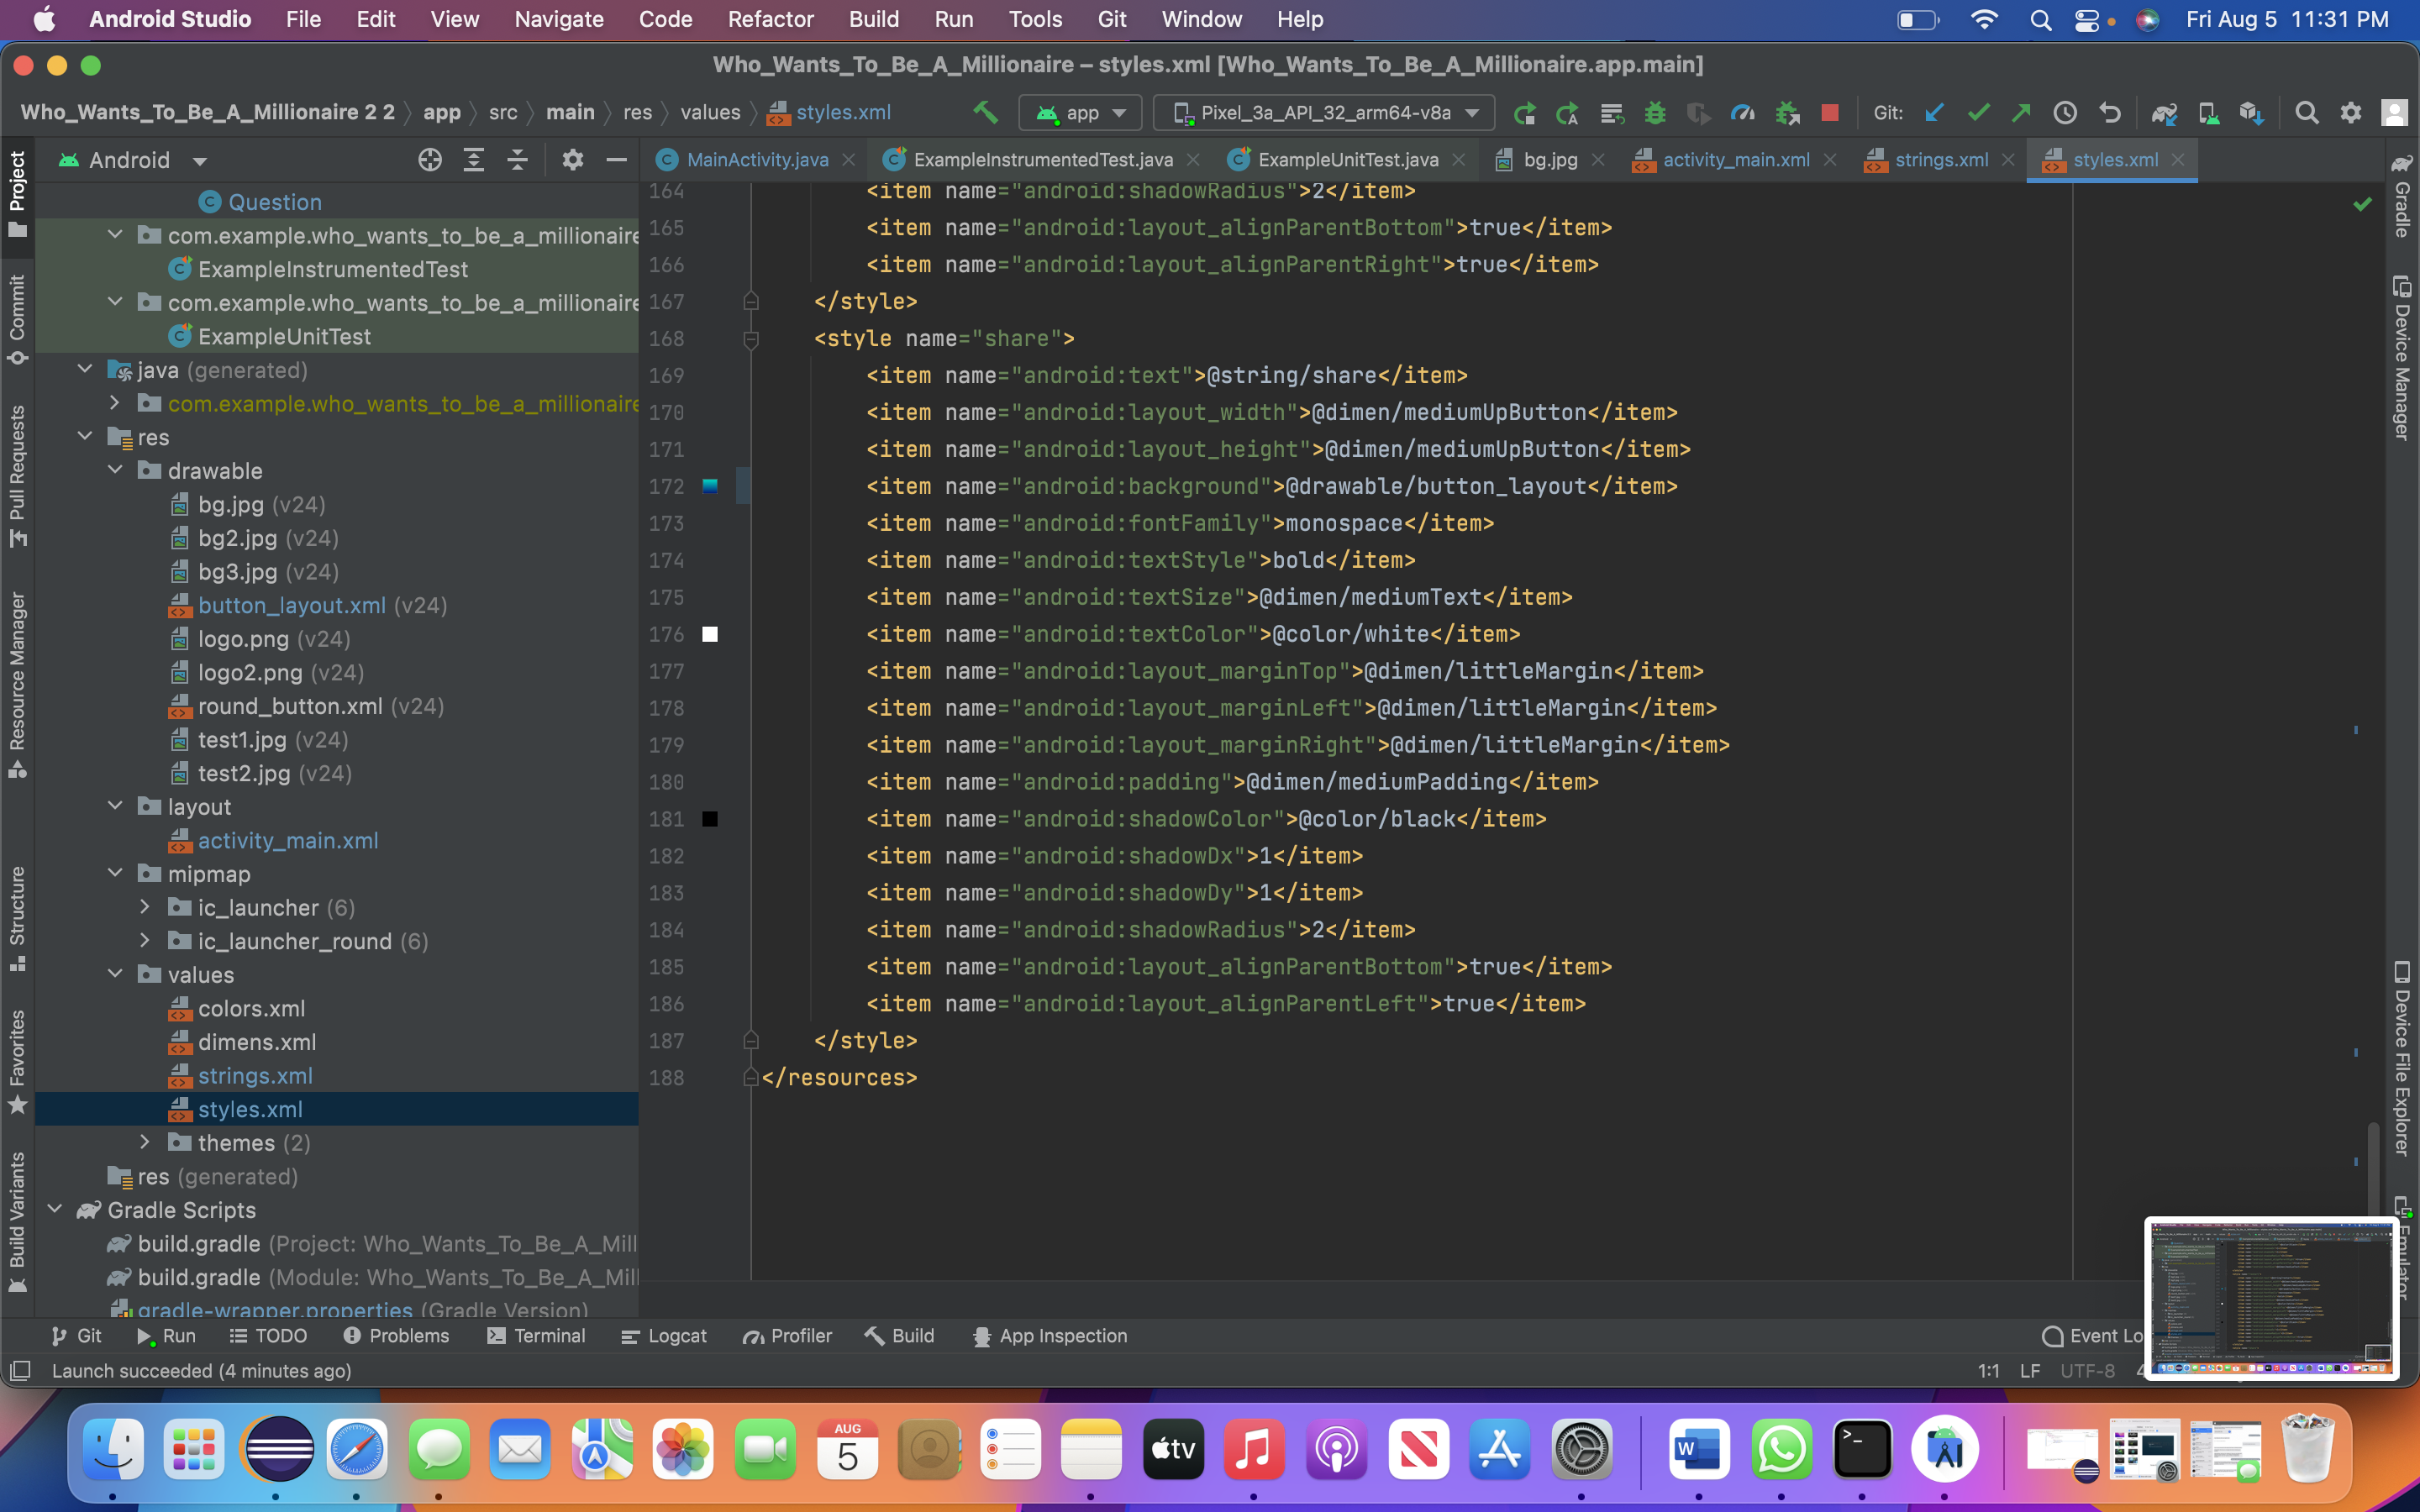 Android Studio File Edit View Navigate Code Refactor Build Run Tools Git Window Help Fri Aug 5 11:31 PM
Who_Wants_To_Be_A_Millionaire – styles.xml [Who_Wants_To_Be_A_Millionaire.app.main]
Who_Wants_To_Be_A_Millionaire 2 2 app src main res values styles.xml app Pixel_3a_API_32_arm64-v8a Git:
Android MainActivity.java ExampleInstrumentedTest.java ExampleUnitTest.java bg.jpg activity_main.xml strings.xml styles.xml
Project
Commit
Pull Requests
Resource Manager
Structure
Favorites
Build Variants
Question
com.example.who_wants_to_be_a_millionaire
ExampleInstrumentedTest
com.example.who_wants_to_be_a_millionaire
ExampleUnitTest
java (generated)
com.example.who_wants_to_be_a_millionaire
res
drawable
bg.jpg (v24)
bg2.jpg (v24)
bg3.jpg (v24)
button_layout.xml (v24)
logo.png (v24)
logo2.png (v24)
round_button.xml (v24)
test1.jpg (v24)
test2.jpg (v24)
layout
activity_main.xml
mipmap
ic_launcher (6)
ic_launcher_round (6)
values
colors.xml
dimens.xml
strings.xml
styles.xml
themes (2)
res (generated)
Gradle Scripts
build.gradle (Project: Who_Wants_To_Be_A_Mill
build.gradle (Module: Who_Wants_To_Be_A_Mil
gradle-wrapper.properties (Gradle Version)
164 <item name="android:shadowRadius">2</item>
165 <item name="android:layout_alignParentBottom">true</item>
166 <item name="android:layout_alignParentRight">true</item>
167 </style>
168 <style name="share">
169 <item name="android:text">@string/share</item>
170 <item name="android:layout_width">@dimen/mediumUpButton</item>
171 <item name="android:layout_height">@dimen/mediumUpButton</item>
172 <item name="android:background">@drawable/button_layout</item>
173 <item name="android:fontFamily">monospace</item>
174 <item name="android:textStyle">bold</item>
175 <item name="android:textSize">@dimen/mediumText</item>
176 <item name="android:textColor">@color/white</item>
177 <item name="android:layout_marginTop">@dimen/littleMargin</item>
178 <item name="android:layout_marginLeft">@dimen/littleMargin</item>
179 <item name="android:layout_marginRight">@dimen/littleMargin</item>
180 <item name="android:padding">@dimen/mediumPadding</item>
181 <item name="android:shadowColor">@color/black</item>
182 <item name="android:shadowDx">1</item>
183 <item name="android:shadowDy">1</item>
184 <item name="android:shadowRadius">2</item>
185 <item name="android:layout_alignParentBottom">true</item>
186 <item name="android:layout_alignParentLeft">true</item>
187 </style>
188 </resources>
Gradle
Device Manager
Device File Explorer
Emulator
Git Run TODO Problems Terminal Logcat Profiler Build App Inspection Event Lo
Launch succeeded (4 minutes ago) 1:1 LF UTF-8 4
AUG
5
tv
W